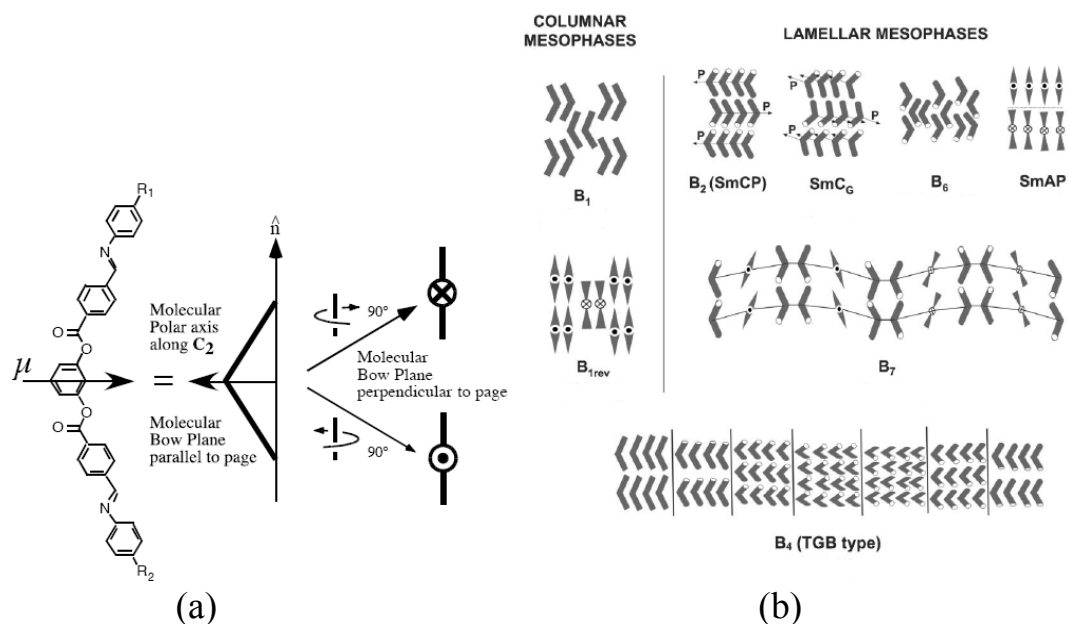 R₁
N
O
O
μ
O
O
N
R₂
Molecular
Polar axis
along C₂
=
Molecular
Bow Plane
parallel to page
n̂
90°
Molecular
Bow Plane
perpendicular to page
90°
(a)
COLUMNAR
MESOPHASES
LAMELLAR MESOPHASES
P
P
P
P
P
P
B₁
B₂ (SmCP)
SmC_G
B₆
SmAP
B₁rev
B₇
B₄ (TGB type)
(b)